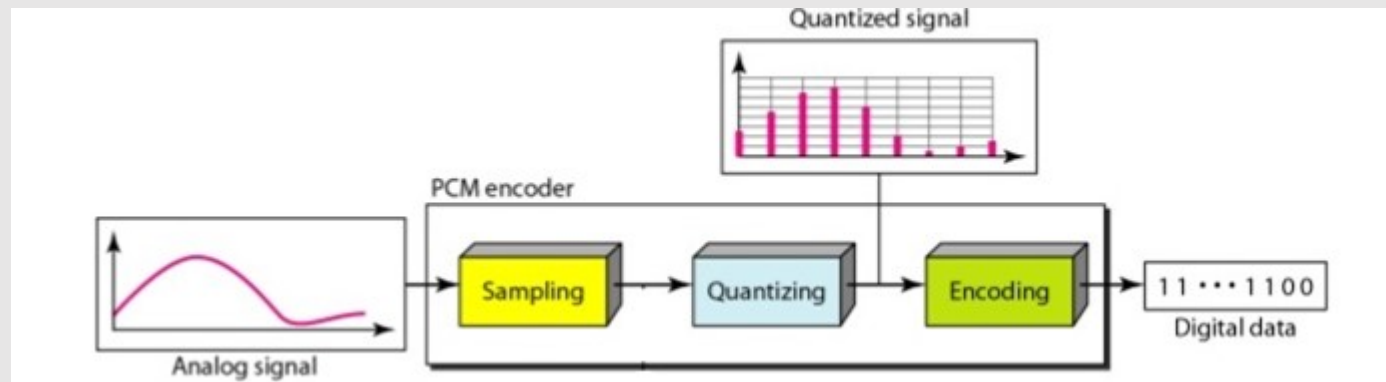 Quantized signal
PCM encoder
Sampling
Quantizing
Encoding
11 ••• 1100
Digital data
Analog signal